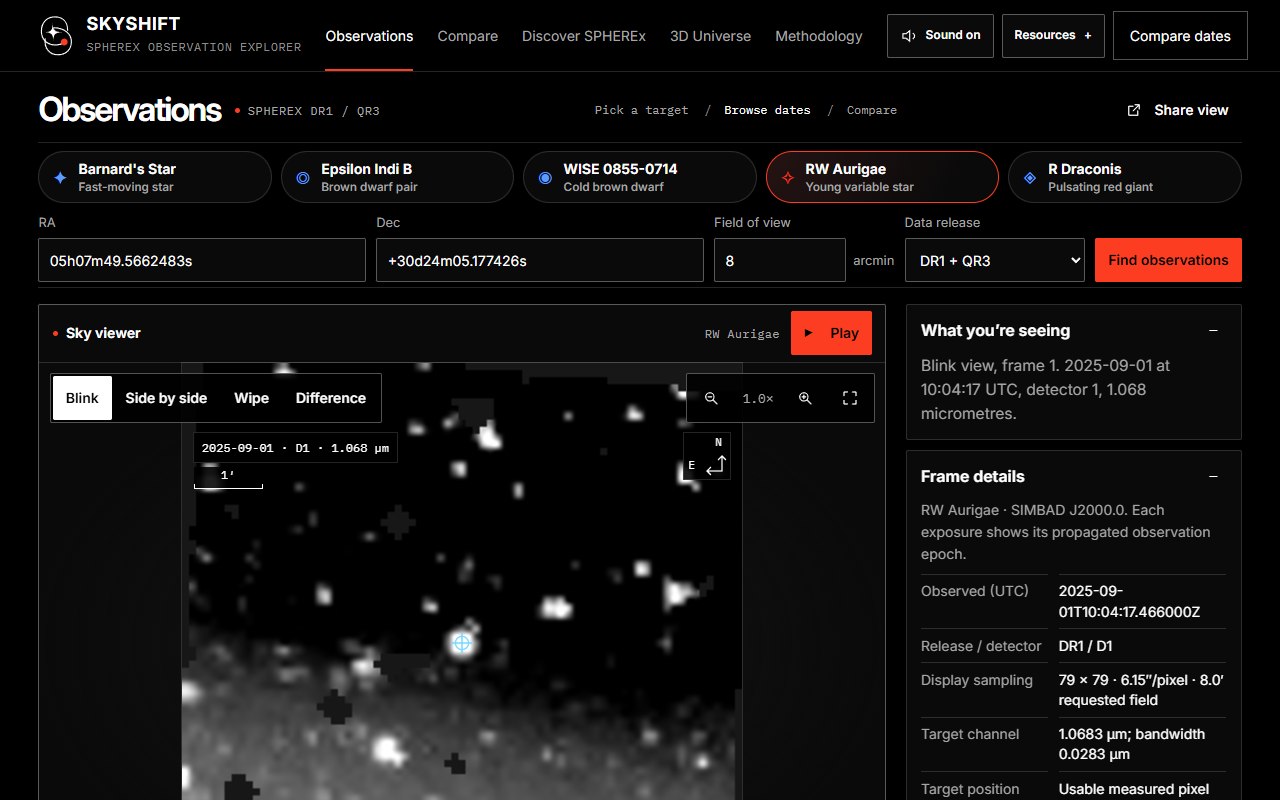 SKYSHIFT
SPHEREX OBSERVATION EXPLORER
Observations
Compare
Discover SPHEREx
3D Universe
Methodology
Sound on
Resources +
Compare dates
Observations
SPHEREX DR1 / QR3
Pick a target / Browse dates / Compare
Share view
Barnard's Star
Fast-moving star
Epsilon Indi B
Brown dwarf pair
WISE 0855-0714
Cold brown dwarf
RW Aurigae
Young variable star
R Draconis
Pulsating red giant
RA
05h07m49.5662483s
Dec
+30d24m05.177426s
Field of view
8
arcmin
Data release
DR1 + QR3
Find observations
Sky viewer
RW Aurigae
Play
Blink
Side by side
Wipe
Difference
1.0×
2025-09-01 · D1 · 1.068 µm
1′
N
E
What you’re seeing
Blink view, frame 1. 2025-09-01 at
10:04:17 UTC, detector 1, 1.068
micrometres.
Frame details
RW Aurigae · SIMBAD J2000.0. Each
exposure shows its propagated observation
epoch.
Observed (UTC)
2025-09-
01T10:04:17.466000Z
Release / detector
DR1 / D1
Display sampling
79 × 79 · 6.15″/pixel · 8.0′
requested field
Target channel
1.0683 µm; bandwidth
0.0283 µm
Target position
Usable measured pixel